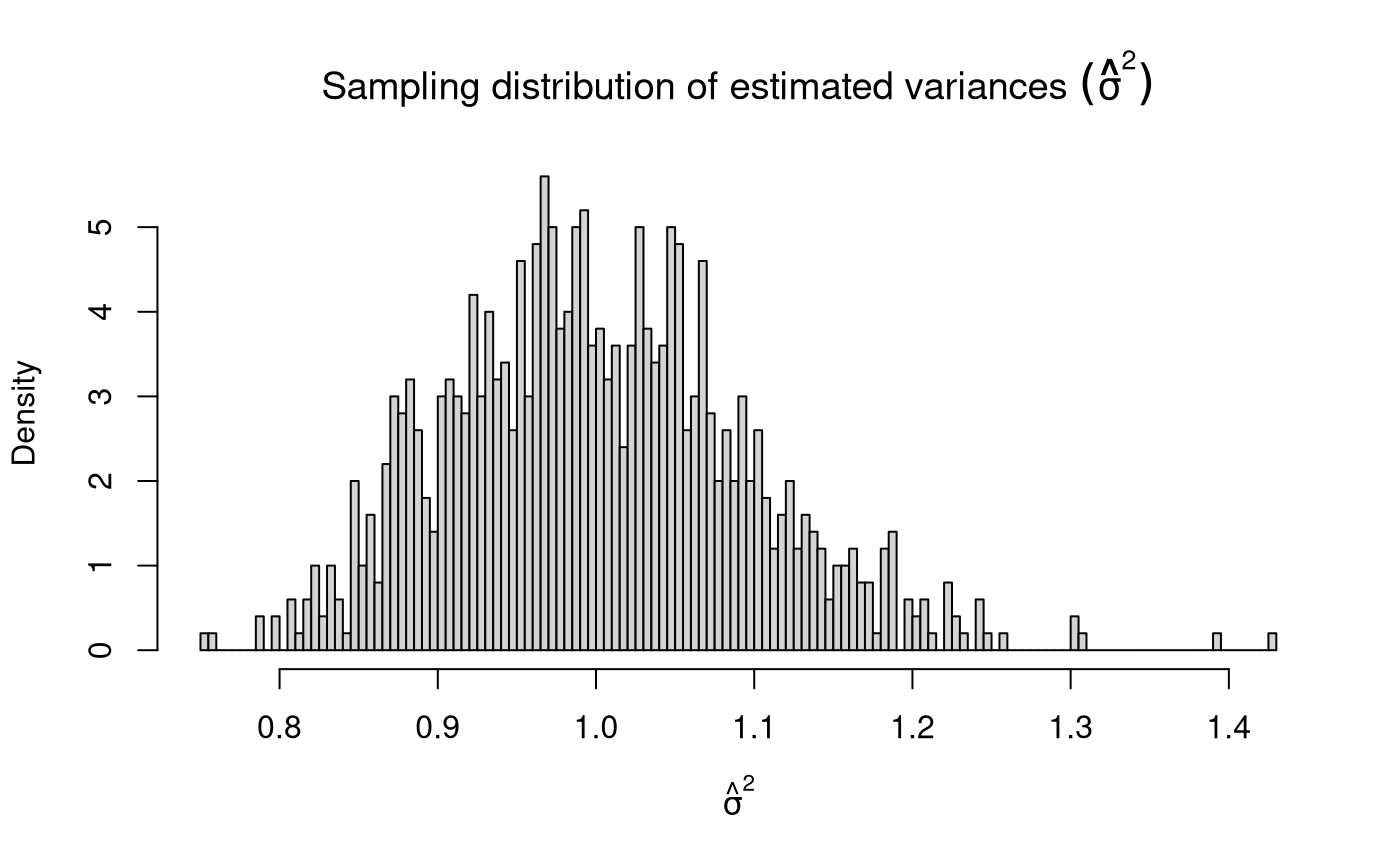 Sampling distribution of estimated variances (σ̂²)
Density
5
4
3
2
1
0
0.8 0.9 1.0 1.1 1.2 1.3 1.4
σ̂²